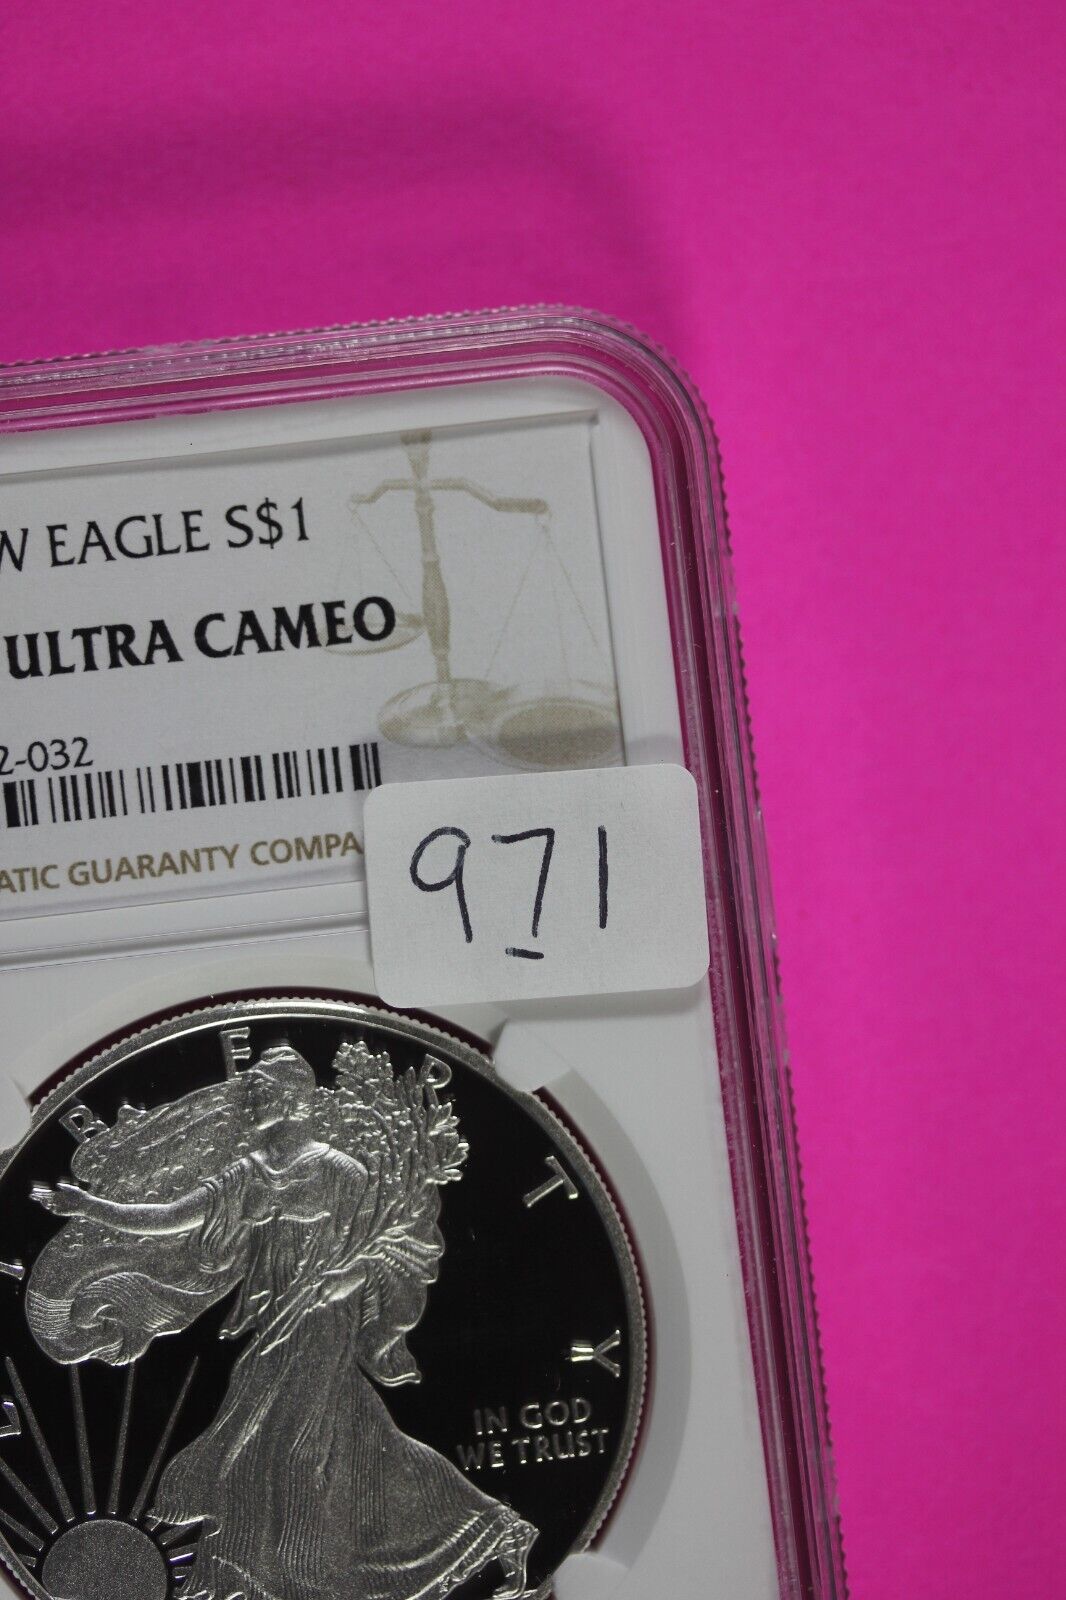 W EAGLE S$1
ULTRA CAMEO
2-032
ATIC GUARANTY COMPA
971
LIBERTY
IN GOD
WE TRUST